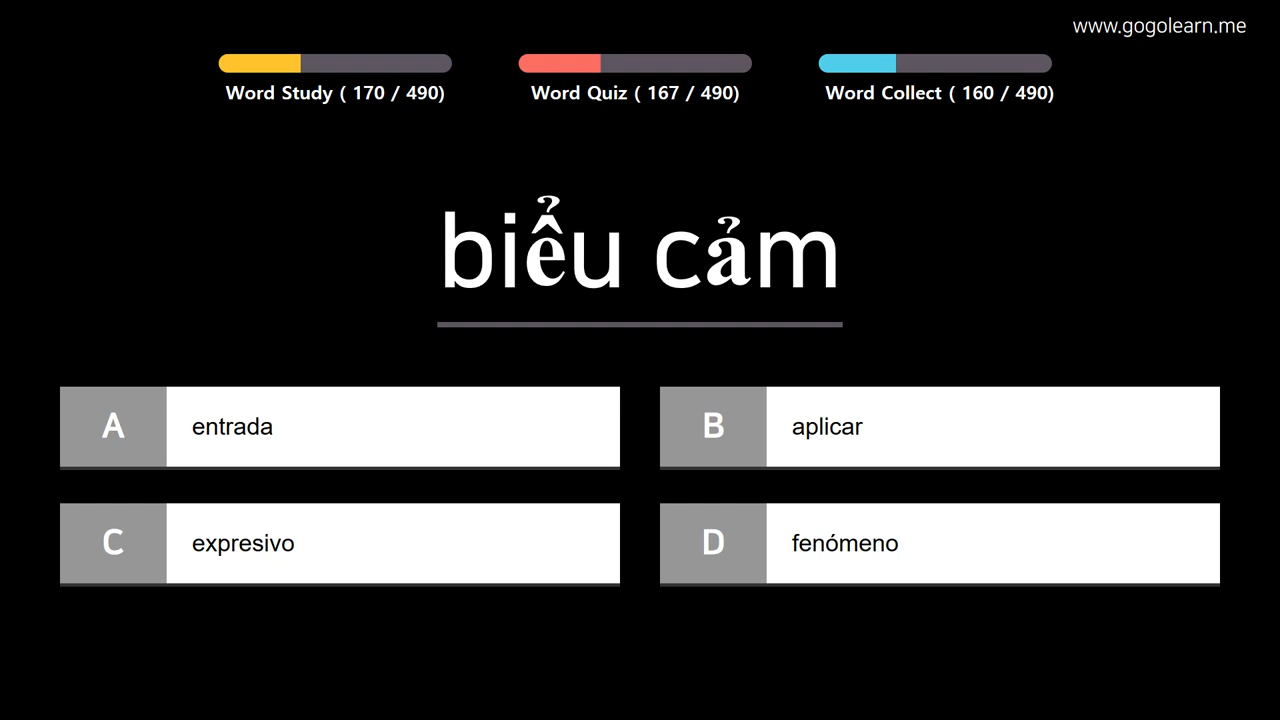 www.gogolearn.me
Word Study ( 170 / 490)
Word Quiz ( 167 / 490)
Word Collect ( 160 / 490)
biểu cảm
A entrada
B aplicar
C expresivo
D fenómeno